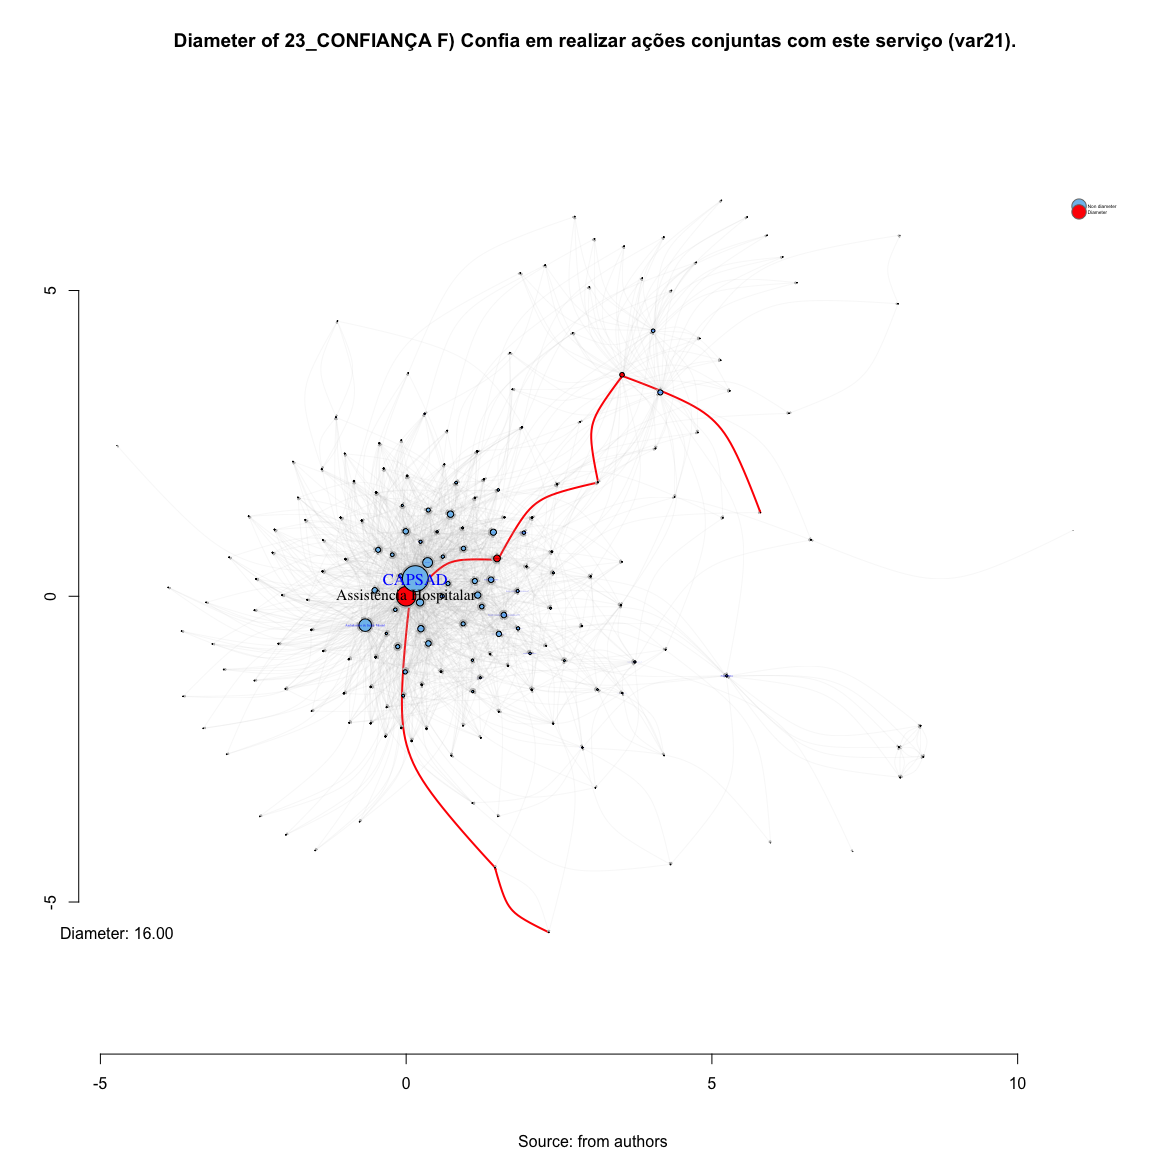 Diameter of 23_CONFIANÇA F) Confia em realizar ações conjuntas com este serviço (var21).
Non diameter
Diameter
5
0
-5
CAPSAD
Assistência Hospitalar
Diameter: 16.00
-5
0
5
10
Source: from authors